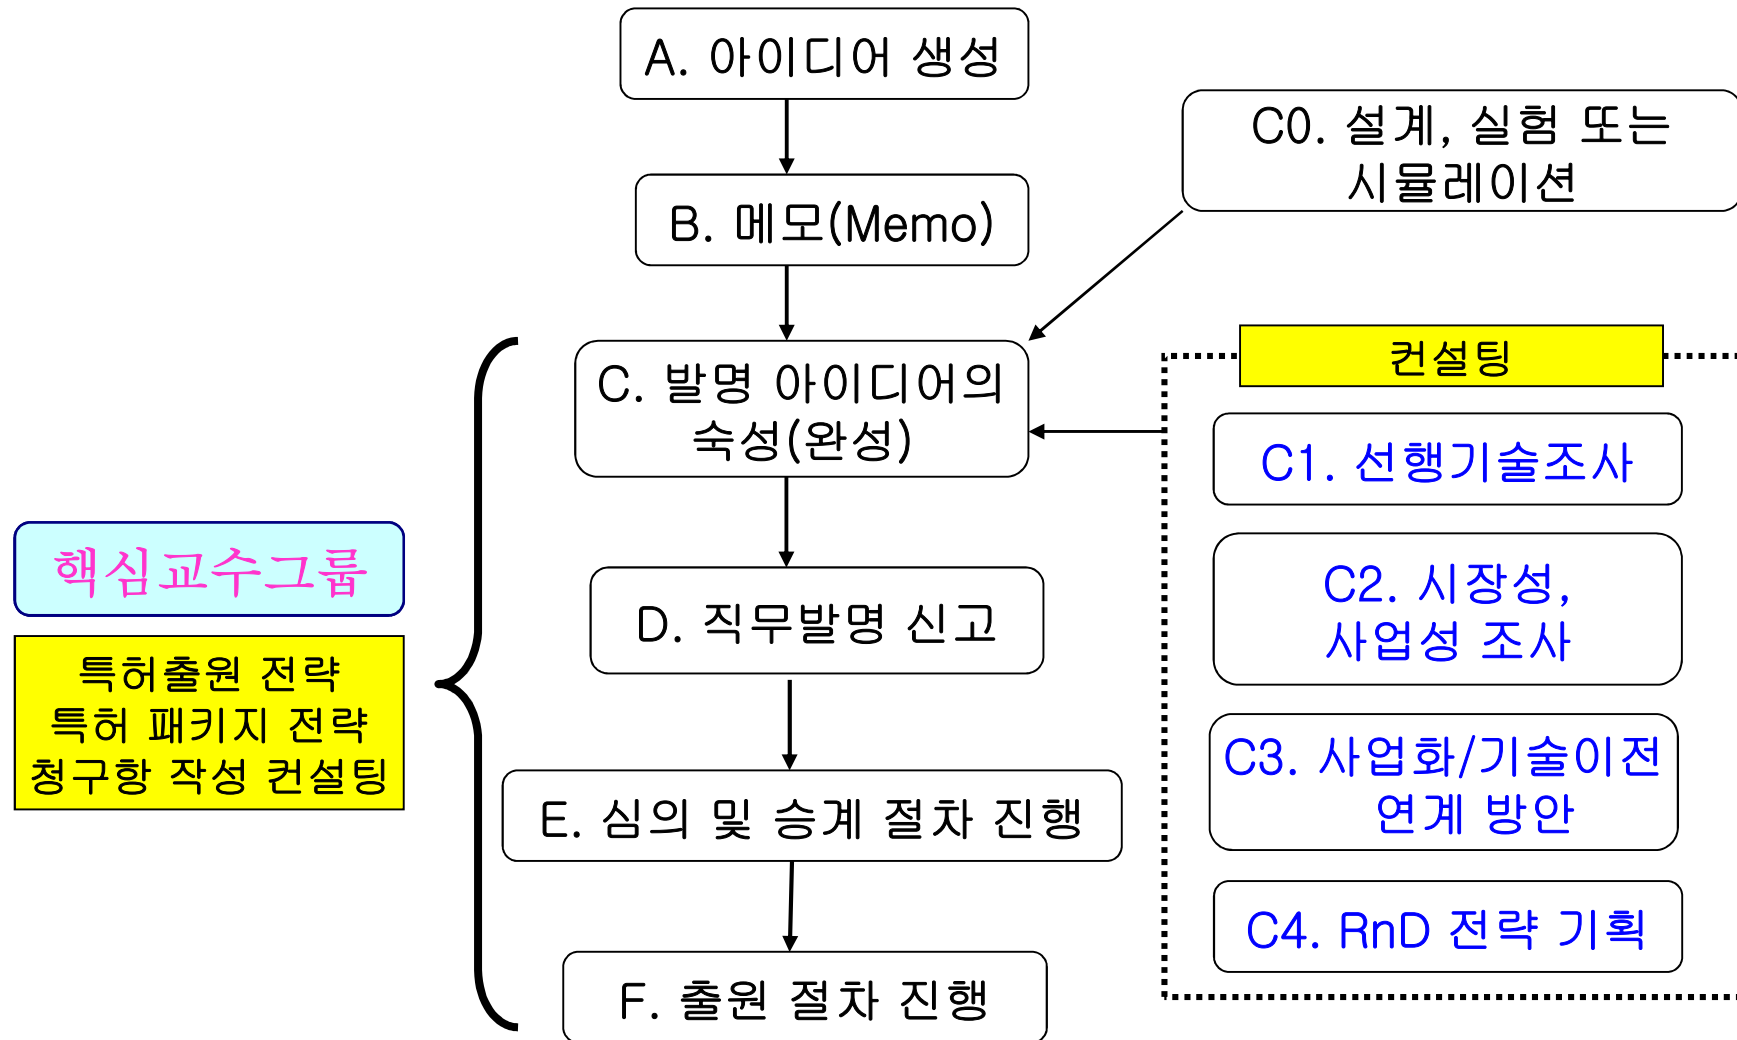 A. 아이디어 생성
B. 메모(Memo)
C0. 설계, 실험 또는
시뮬레이션
C. 발명 아이디어의
숙성(완성)
컨설팅
C1. 선행기술조사
C2. 시장성,
사업성 조사
C3. 사업화/기술이전
연계 방안
C4. RnD 전략 기획
D. 직무발명 신고
E. 심의 및 승계 절차 진행
F. 출원 절차 진행
핵심교수그룹
특허출원 전략
특허 패키지 전략
청구항 작성 컨설팅